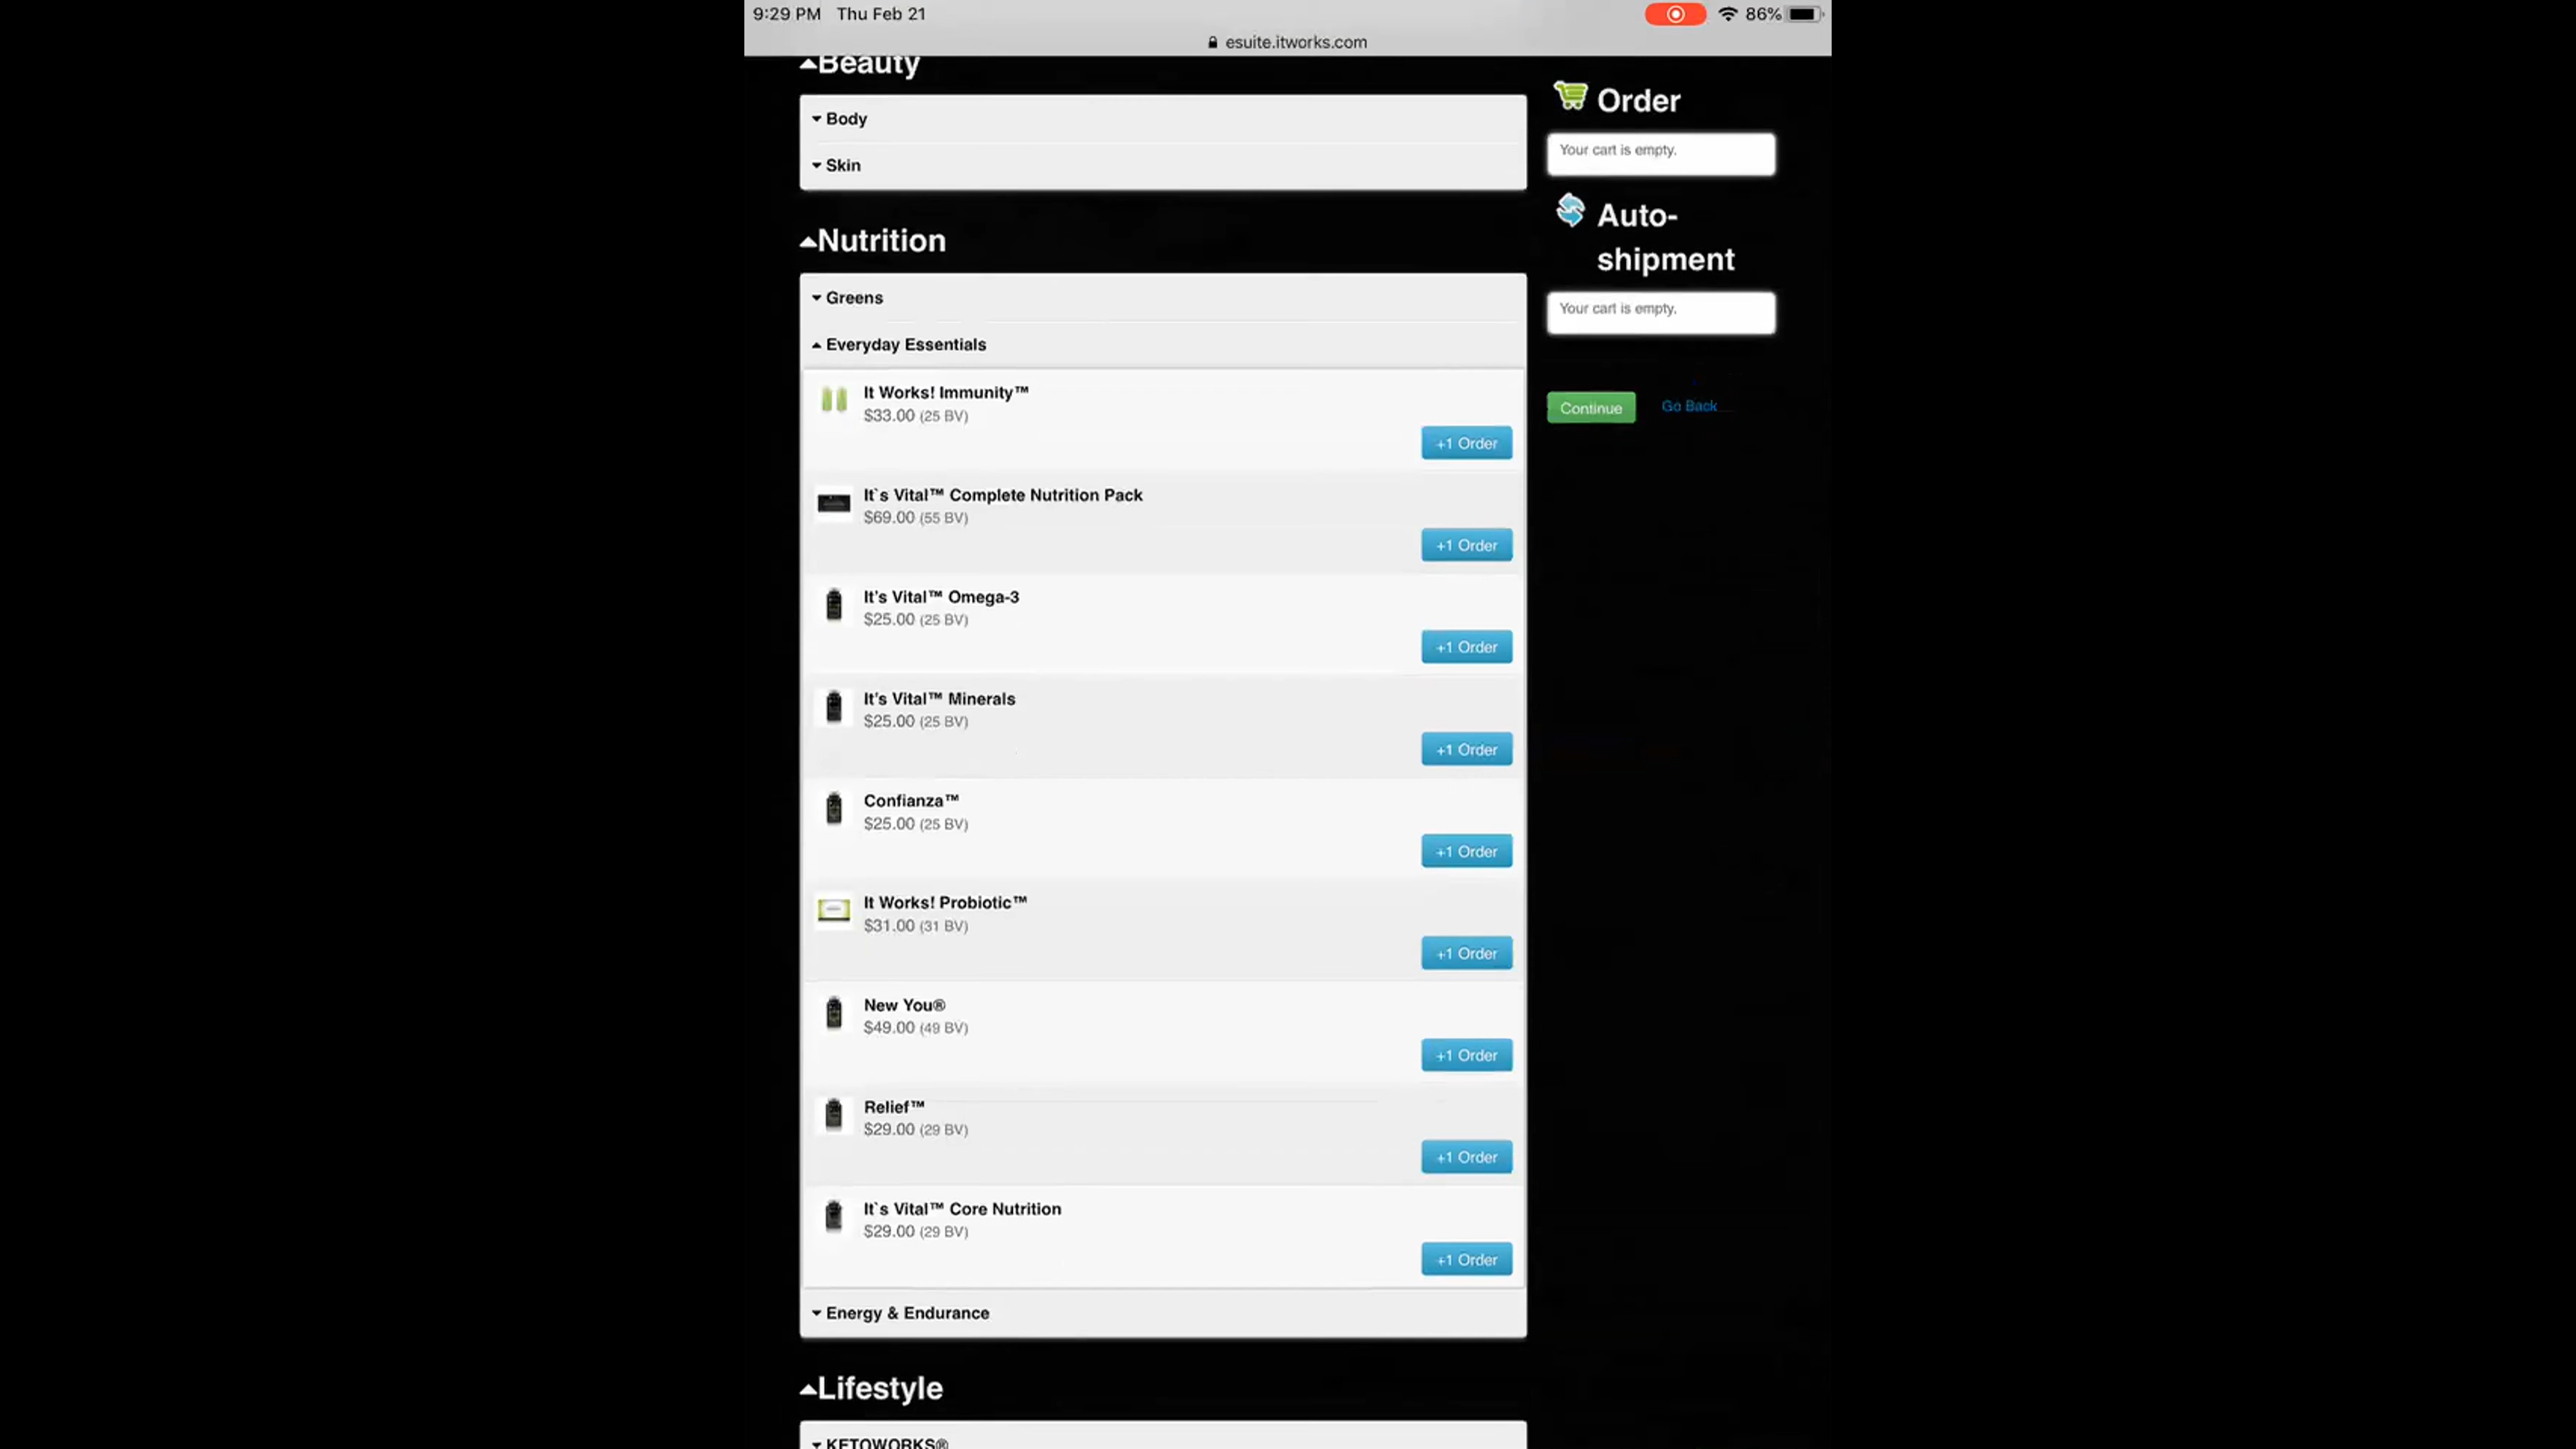 9:29 PM Thu Feb 21
86%
esuite.itworks.com
Beauty
Body
Skin
Nutrition
Greens
Everyday Essentials
It Works! Immunity™
$33.00 (25 BV)
+1 Order
It`s Vital™ Complete Nutrition Pack
$69.00 (55 BV)
+1 Order
It's Vital™ Omega-3
$25.00 (25 BV)
+1 Order
It's Vital™ Minerals
$25.00 (25 BV)
+1 Order
Confianza™
$25.00 (25 BV)
+1 Order
It Works! Probiotic™
$31.00 (31 BV)
+1 Order
New You®
$49.00 (49 BV)
+1 Order
Relief™
$29.00 (29 BV)
+1 Order
It`s Vital™ Core Nutrition
$29.00 (29 BV)
+1 Order
Energy & Endurance
Lifestyle
KETOWORKS®
Order
Your cart is empty.
Auto-
shipment
Your cart is empty.
Continue
Go Back